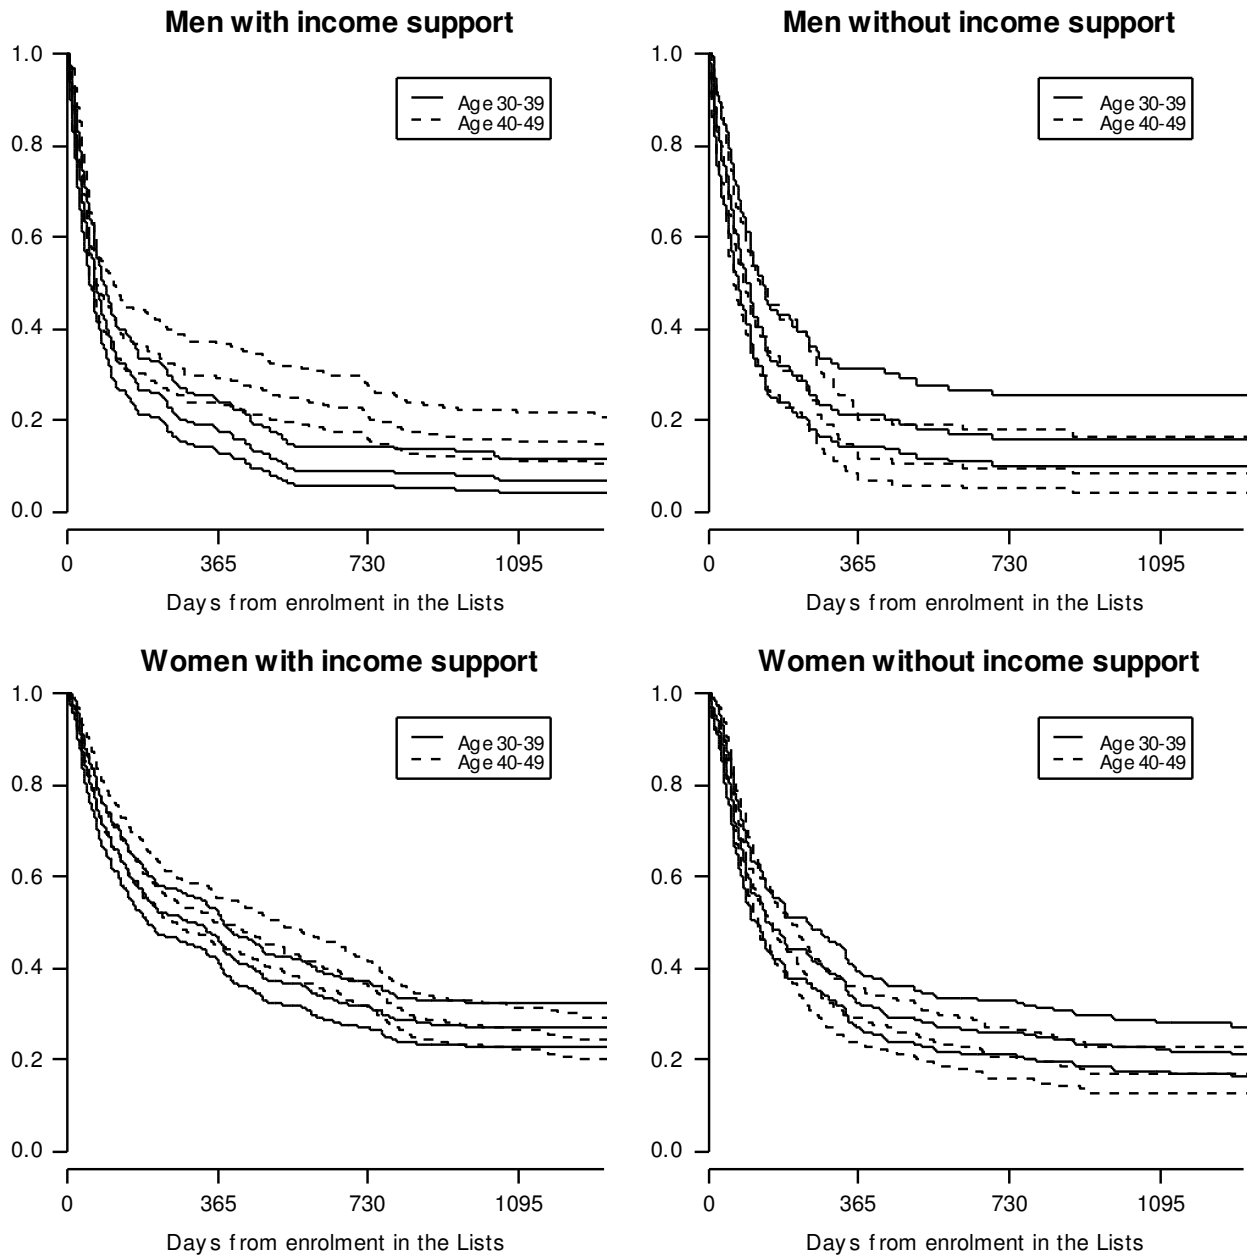 Men with income support
Men without income support
1.0
0.8
0.6
0.4
0.2
0.0
Age 30-39
Age 40-49
0 365 730 1095
Days from enrolment in the Lists
1.0
0.8
0.6
0.4
0.2
0.0
Age 30-39
Age 40-49
0 365 730 1095
Days from enrolment in the Lists
Women with income support
Women without income support
1.0
0.8
0.6
0.4
0.2
0.0
Age 30-39
Age 40-49
0 365 730 1095
Days from enrolment in the Lists
1.0
0.8
0.6
0.4
0.2
0.0
Age 30-39
Age 40-49
0 365 730 1095
Days from enrolment in the Lists